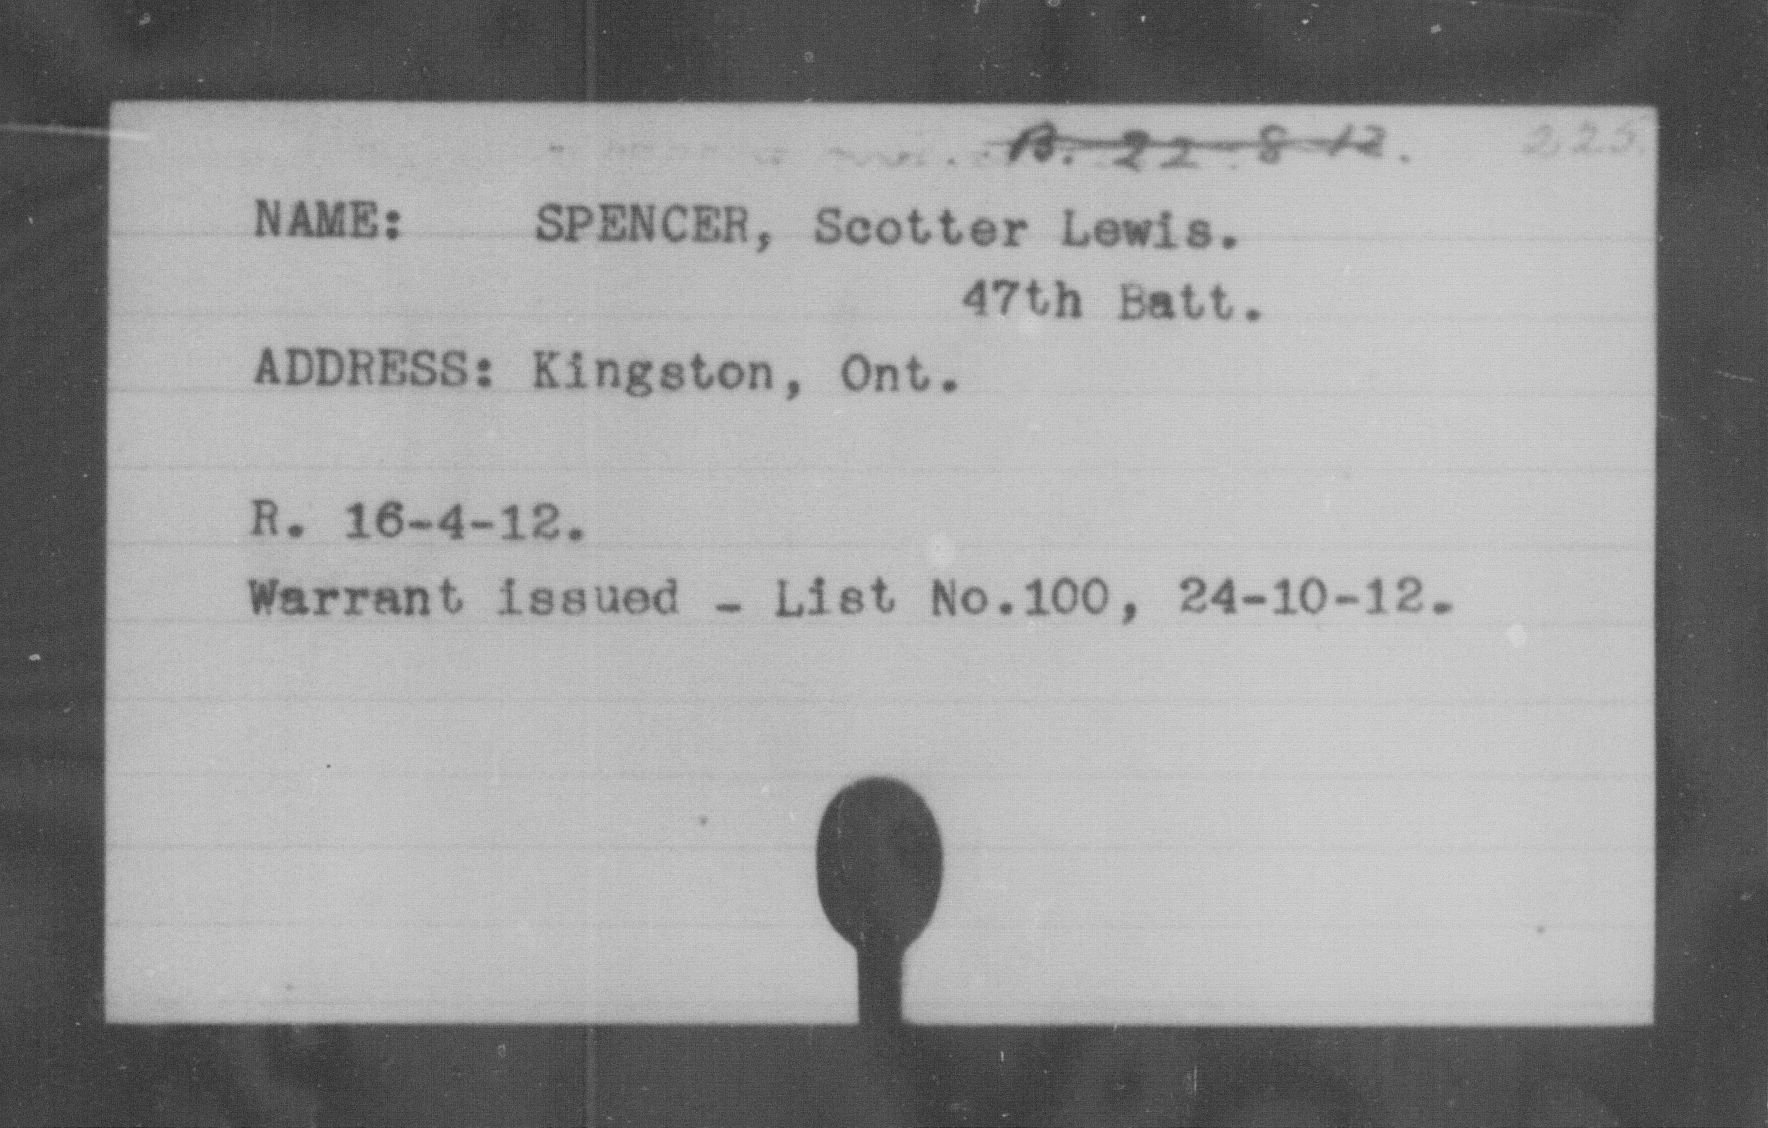 B. 22-8-12. 225
NAME: SPENCER, Scotter Lewis.
47th Batt.
ADDRESS: Kingston, Ont.
R. 16-4-12.
Warrant issued - List No.100, 24-10-12.